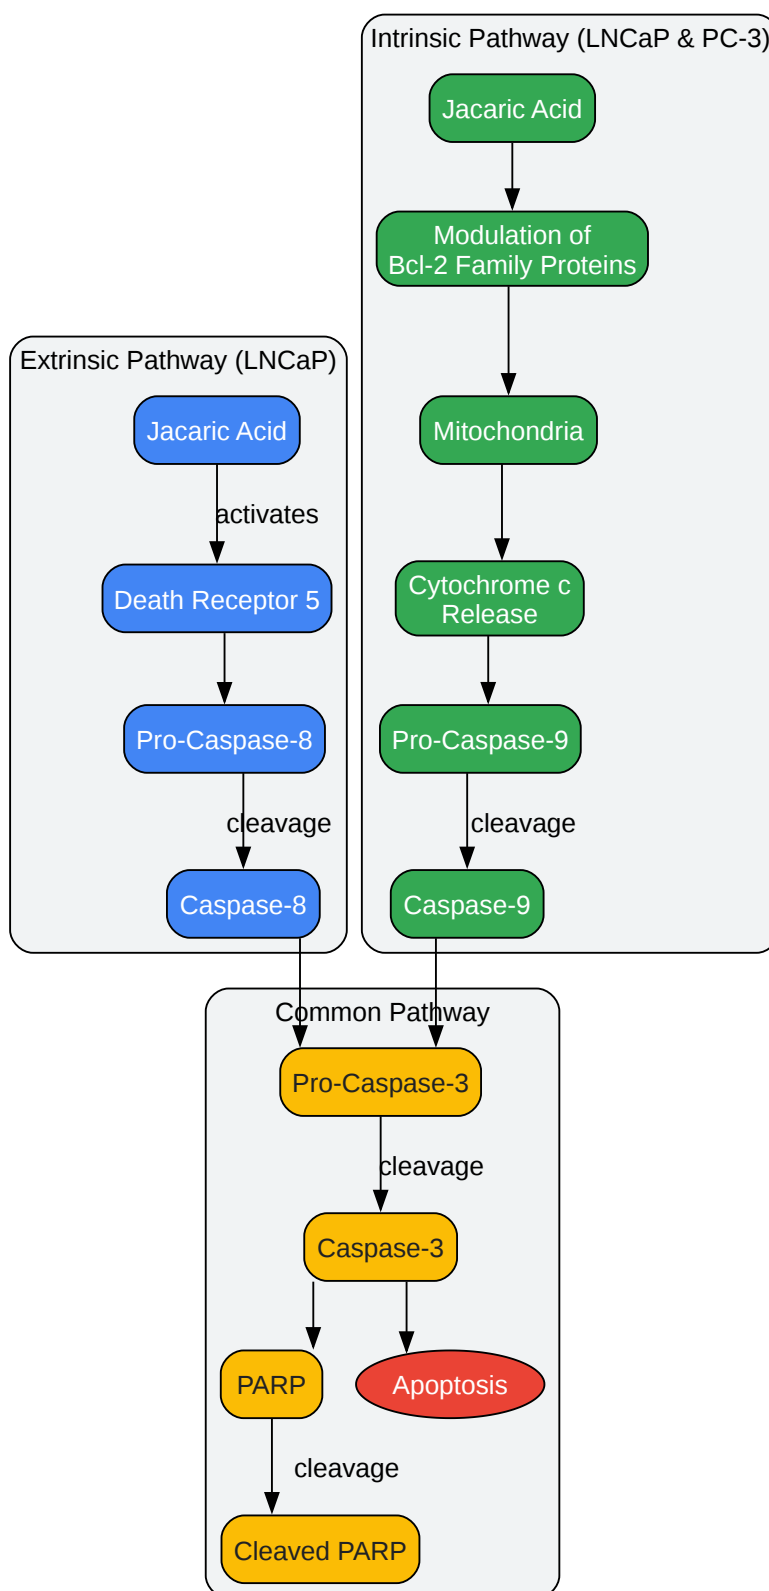 Intrinsic Pathway (LNCaP & PC-3)
Jacaric Acid
Modulation of
Bcl-2 Family Proteins
Mitochondria
Cytochrome c
Release
Pro-Caspase-9
cleavage
Caspase-9
Extrinsic Pathway (LNCaP)
Jacaric Acid
activates
Death Receptor 5
Pro-Caspase-8
cleavage
Caspase-8
Common Pathway
Pro-Caspase-3
cleavage
Caspase-3
PARP
Apoptosis
cleavage
Cleaved PARP